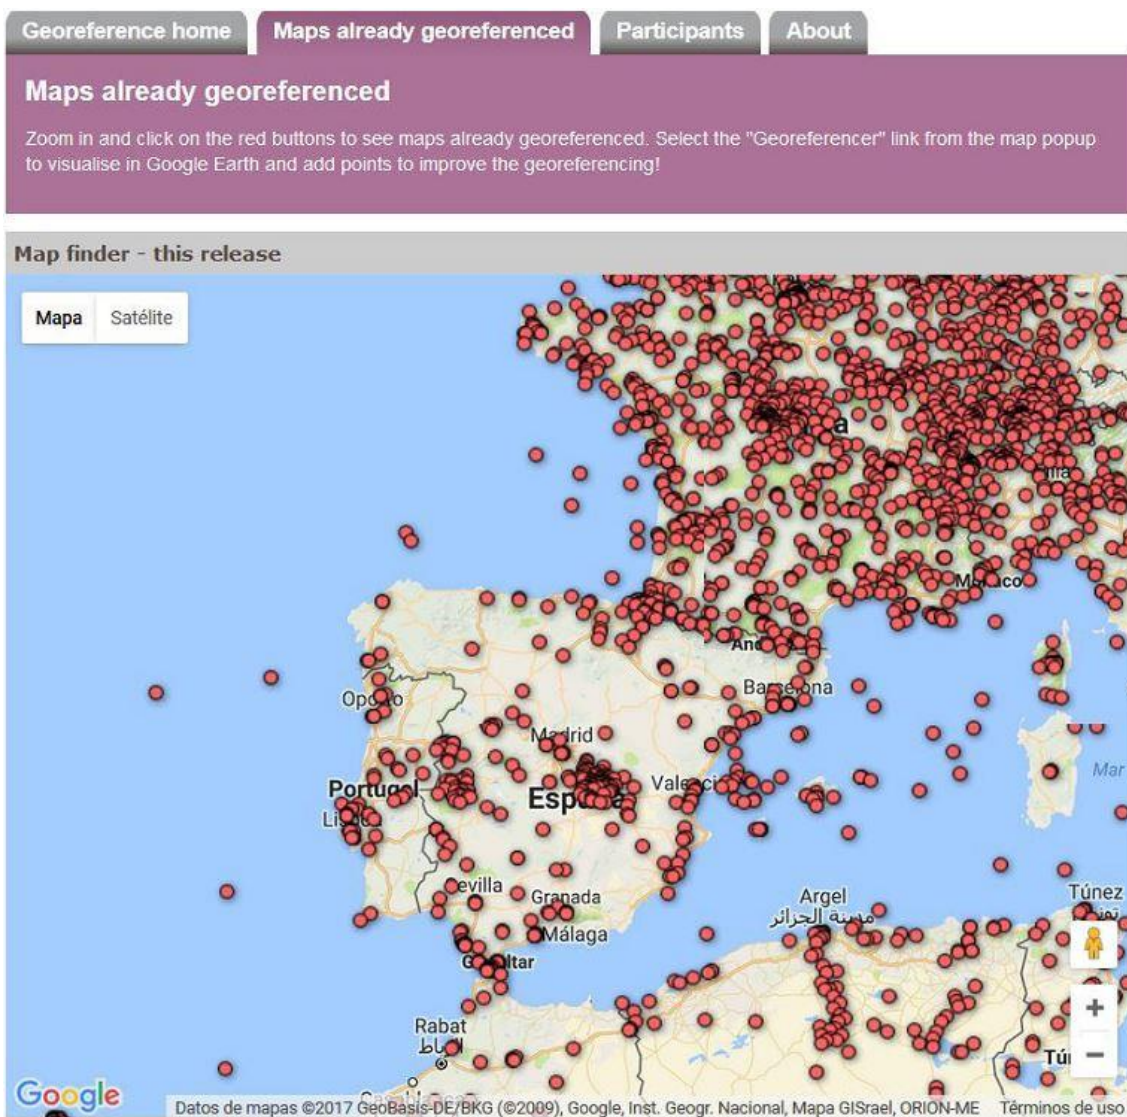 Georeference home
Maps already georeferenced
Participants
About
Maps already georeferenced
Zoom in and click on the red buttons to see maps already georeferenced. Select the "Georeferencer" link from the map popup
to visualise in Google Earth and add points to improve the georeferencing!
Map finder - this release
Mapa
Satélite
Barcelona
Madrid
Portugal
Argel
مدينة الجزائر
Túnez
Sevilla
Granada
Málaga
Mar
Rabat
الرباط
Google
Datos de mapas ©2017 GeoBasis-DE/BKG (©2009), Google, Inst. Geogr. Nacional, Mapa GISrael, ORION-ME
Términos de uso